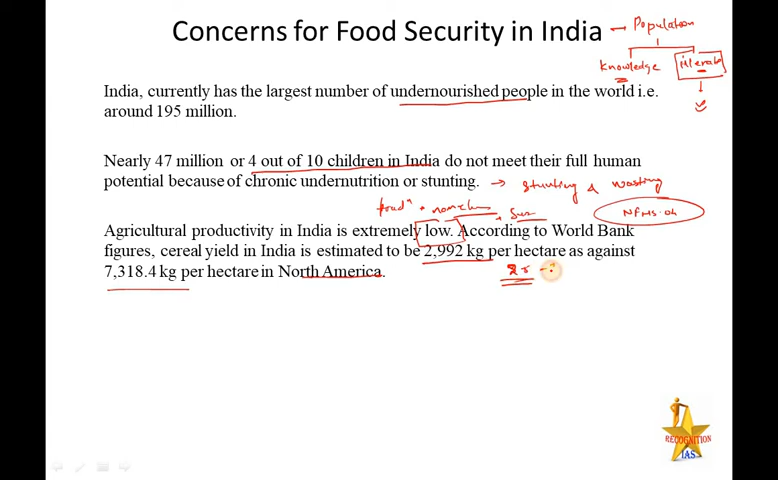 Concerns for Food Security in India
Population
Knowledge
India, currently has the largest number of undernourished people in the world i.e.
around 195 million.
Nearly 47 million or 4 out of 10 children in India do not meet their full human
potential because of chronic undernutrition or stunting. → Stunting & wasting
NFHS-04
Agricultural productivity in India is extremely low. According to World Bank
figures, cereal yield in India is estimated to be 2,992 kg per hectare as against
7,318.4 kg per hectare in North America.
RECOGNITION
IAS